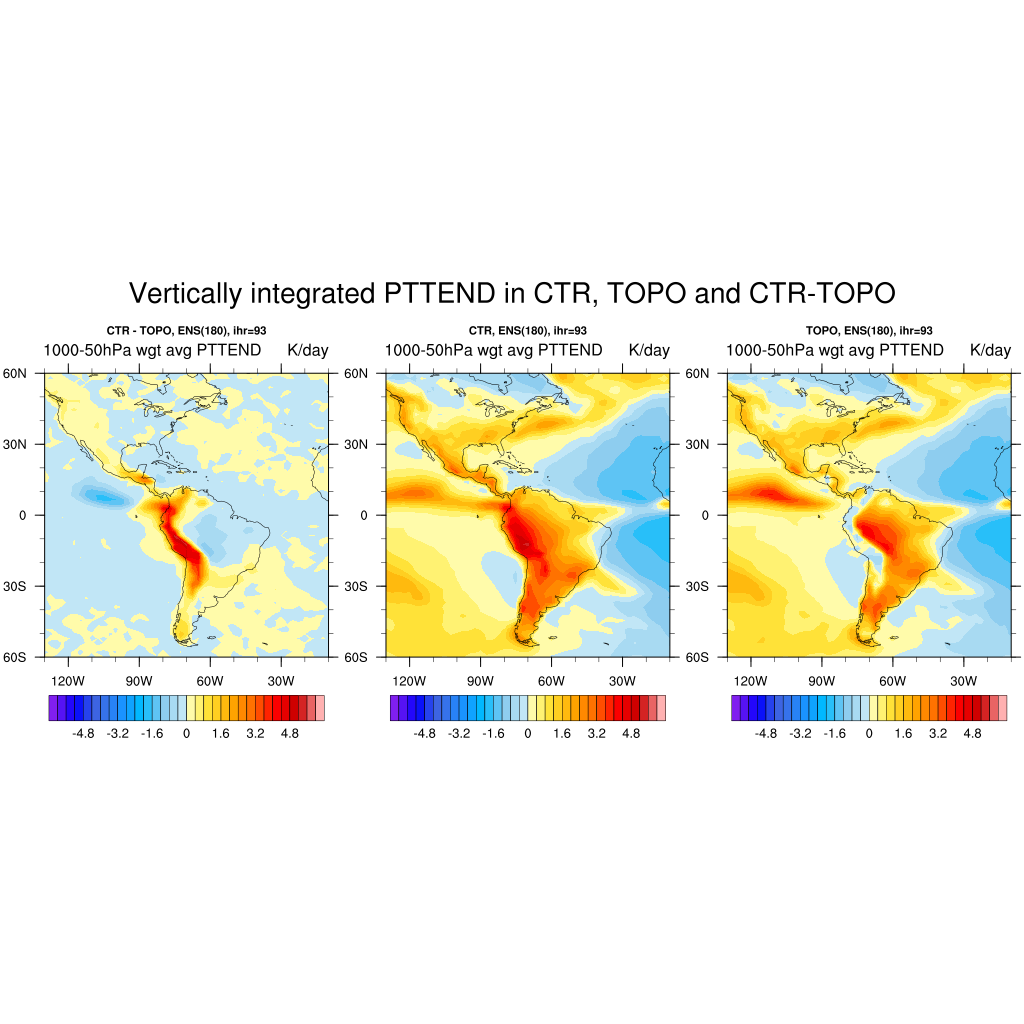 Vertically integrated PTTEND in CTR, TOPO and CTR-TOPO
CTR - TOPO, ENS(180), ihr=93
1000-50hPa wgt avg PTTEND K/day
60N
30N
0
30S
60S
120W 90W 60W 30W
-4.8 -3.2 -1.6 0 1.6 3.2 4.8
CTR, ENS(180), ihr=93
1000-50hPa wgt avg PTTEND K/day
60N
30N
0
30S
60S
120W 90W 60W 30W
-4.8 -3.2 -1.6 0 1.6 3.2 4.8
TOPO, ENS(180), ihr=93
1000-50hPa wgt avg PTTEND K/day
60N
30N
0
30S
60S
120W 90W 60W 30W
-4.8 -3.2 -1.6 0 1.6 3.2 4.8